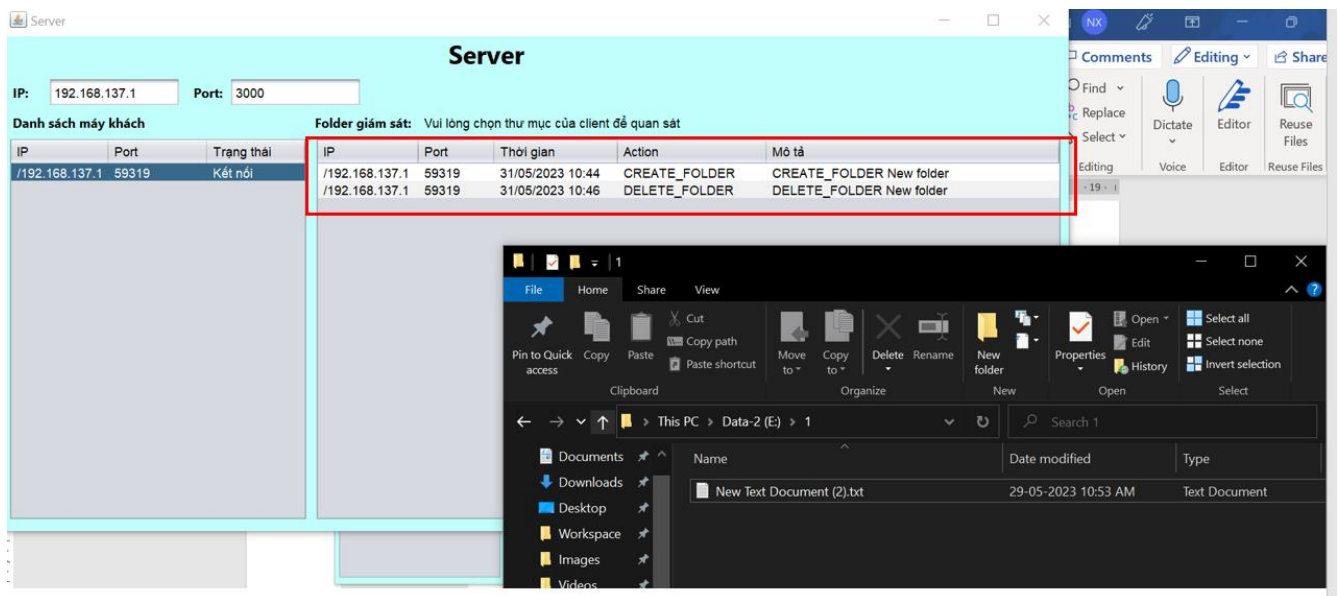 Server
Server
IP: 192.168.137.1 Port: 3000
Danh sách máy khách Folder giám sát: Vui lòng chọn thư mục của client để quan sát
IP Port Trạng thái IP Port Thời gian Action Mô tả
/192.168.137.1 59319 Kết nối /192.168.137.1 59319 31/05/2023 10:44 CREATE_FOLDER CREATE_FOLDER New folder
/192.168.137.1 59319 31/05/2023 10:46 DELETE_FOLDER DELETE_FOLDER New folder
NX
Comments Editing Share
Find
Replace
Select
Dictate Editor Reuse Files
Editing Voice Editor Reuse Files
19
1
File Home Share View
Pin to Quick access Copy Paste Cut
Copy path
Paste shortcut
Move to Copy to Delete Rename New folder Properties Open
Edit
History
Select all
Select none
Invert selection
Clipboard Organize New Open Select
This PC > Data-2 (E:) > 1 Search 1
Documents
Downloads
Desktop
Workspace
Images
Videos
Name Date modified Type
New Text Document (2).txt 29-05-2023 10:53 AM Text Document